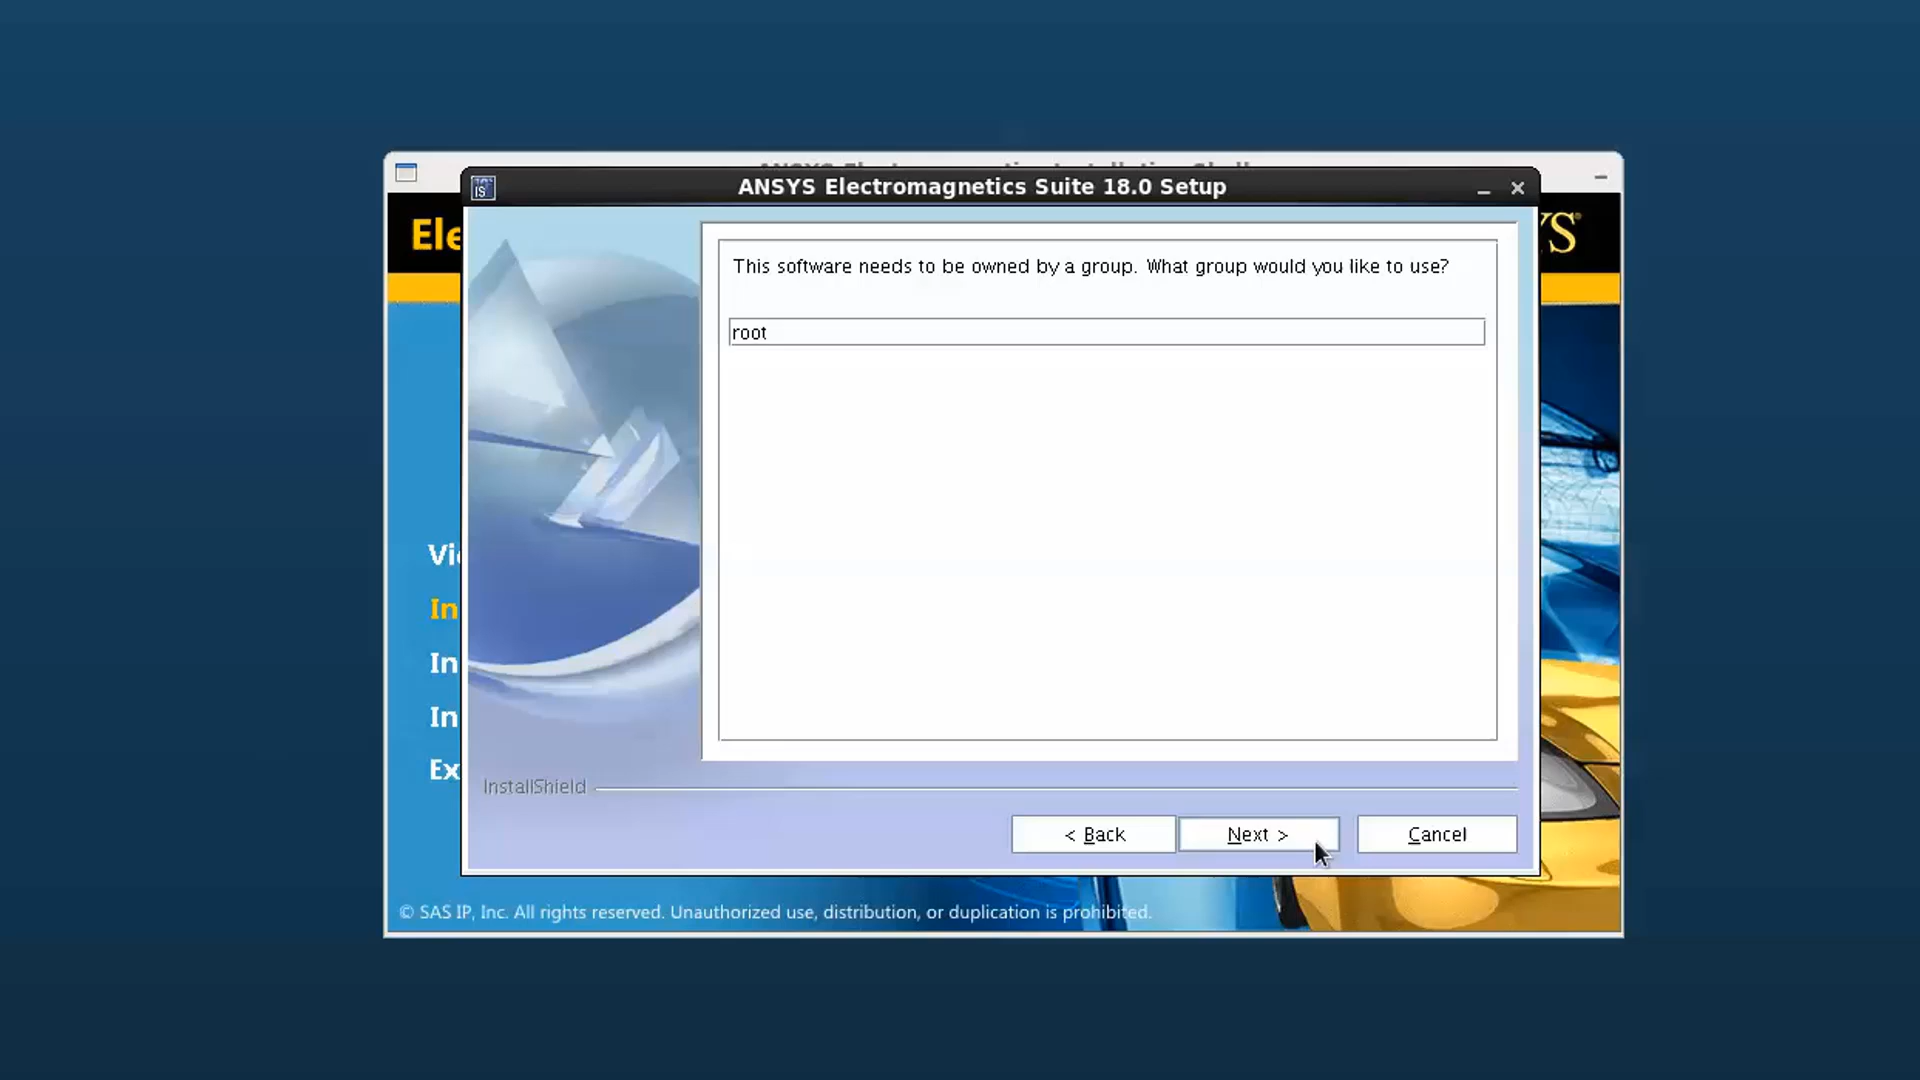 ANSYS Electromagnetics Suite 18.0 Setup
Ele
YS
This software needs to be owned by a group. What group would you like to use?
root
Vie
In
In
In
Ex
InstallShield
< Back
Next >
Cancel
© SAS IP, Inc. All rights reserved. Unauthorized use, distribution, or duplication is prohibited.